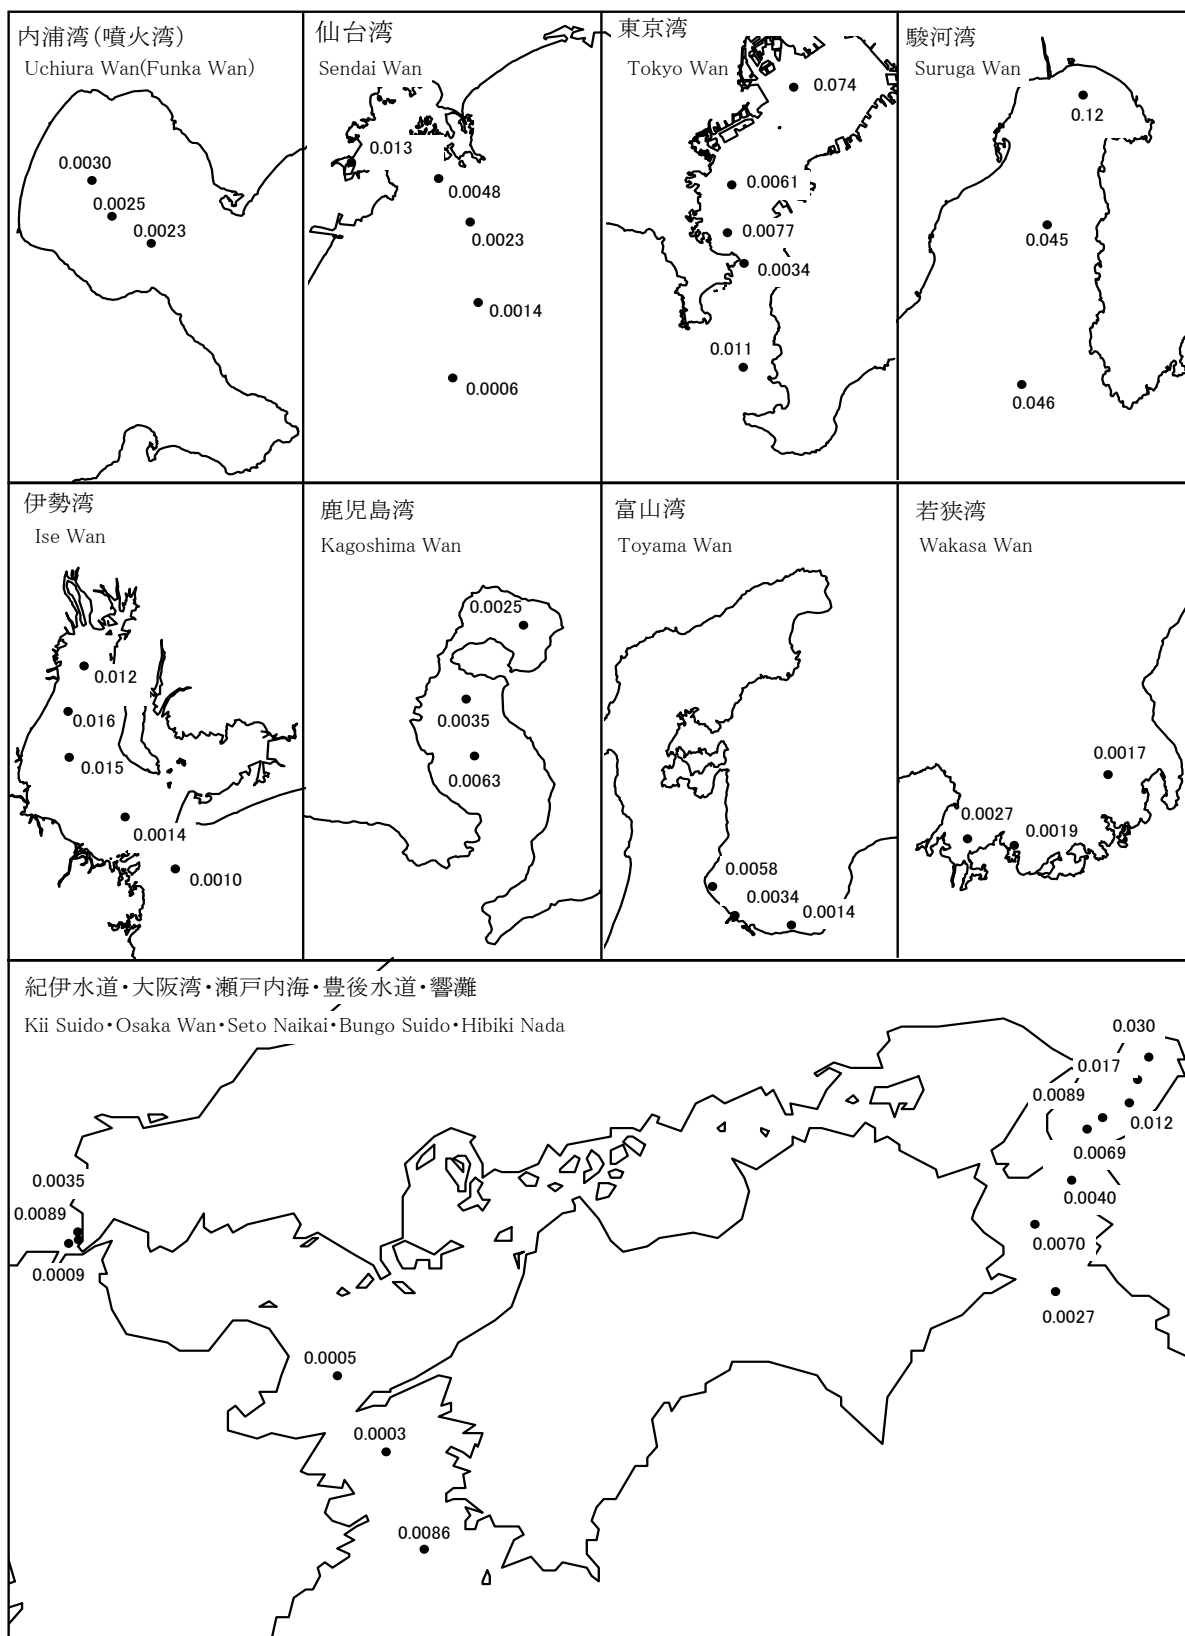 内浦湾(噴火湾)
Uchiura Wan(Funka Wan)
0.0030
0.0025
0.0023
仙台湾
Sendai Wan
0.013
0.0048
0.0023
0.0014
0.0006
東京湾
Tokyo Wan
0.074
0.0061
0.0077
0.0034
0.011
駿河湾
Suruga Wan
0.12
0.045
0.046
伊勢湾
Ise Wan
0.012
0.016
0.015
0.0014
0.0010
鹿児島湾
Kagoshima Wan
0.0025
0.0035
0.0063
富山湾
Toyama Wan
0.0058
0.0034
0.0014
若狭湾
Wakasa Wan
0.0017
0.0027
0.0019
紀伊水道・大阪湾・瀬戸内海・豊後水道・響灘
Kii Suido・Osaka Wan・Seto Naikai・Bungo Suido・Hibiki Nada
0.030
0.017
0.0089
0.012
0.0069
0.0040
0.0070
0.0027
0.0035
0.0089
0.0009
0.0005
0.0003
0.0086